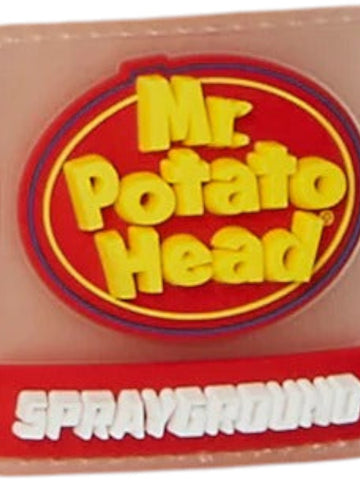 Mr.
Potato
Head®
SPRAYGROUND